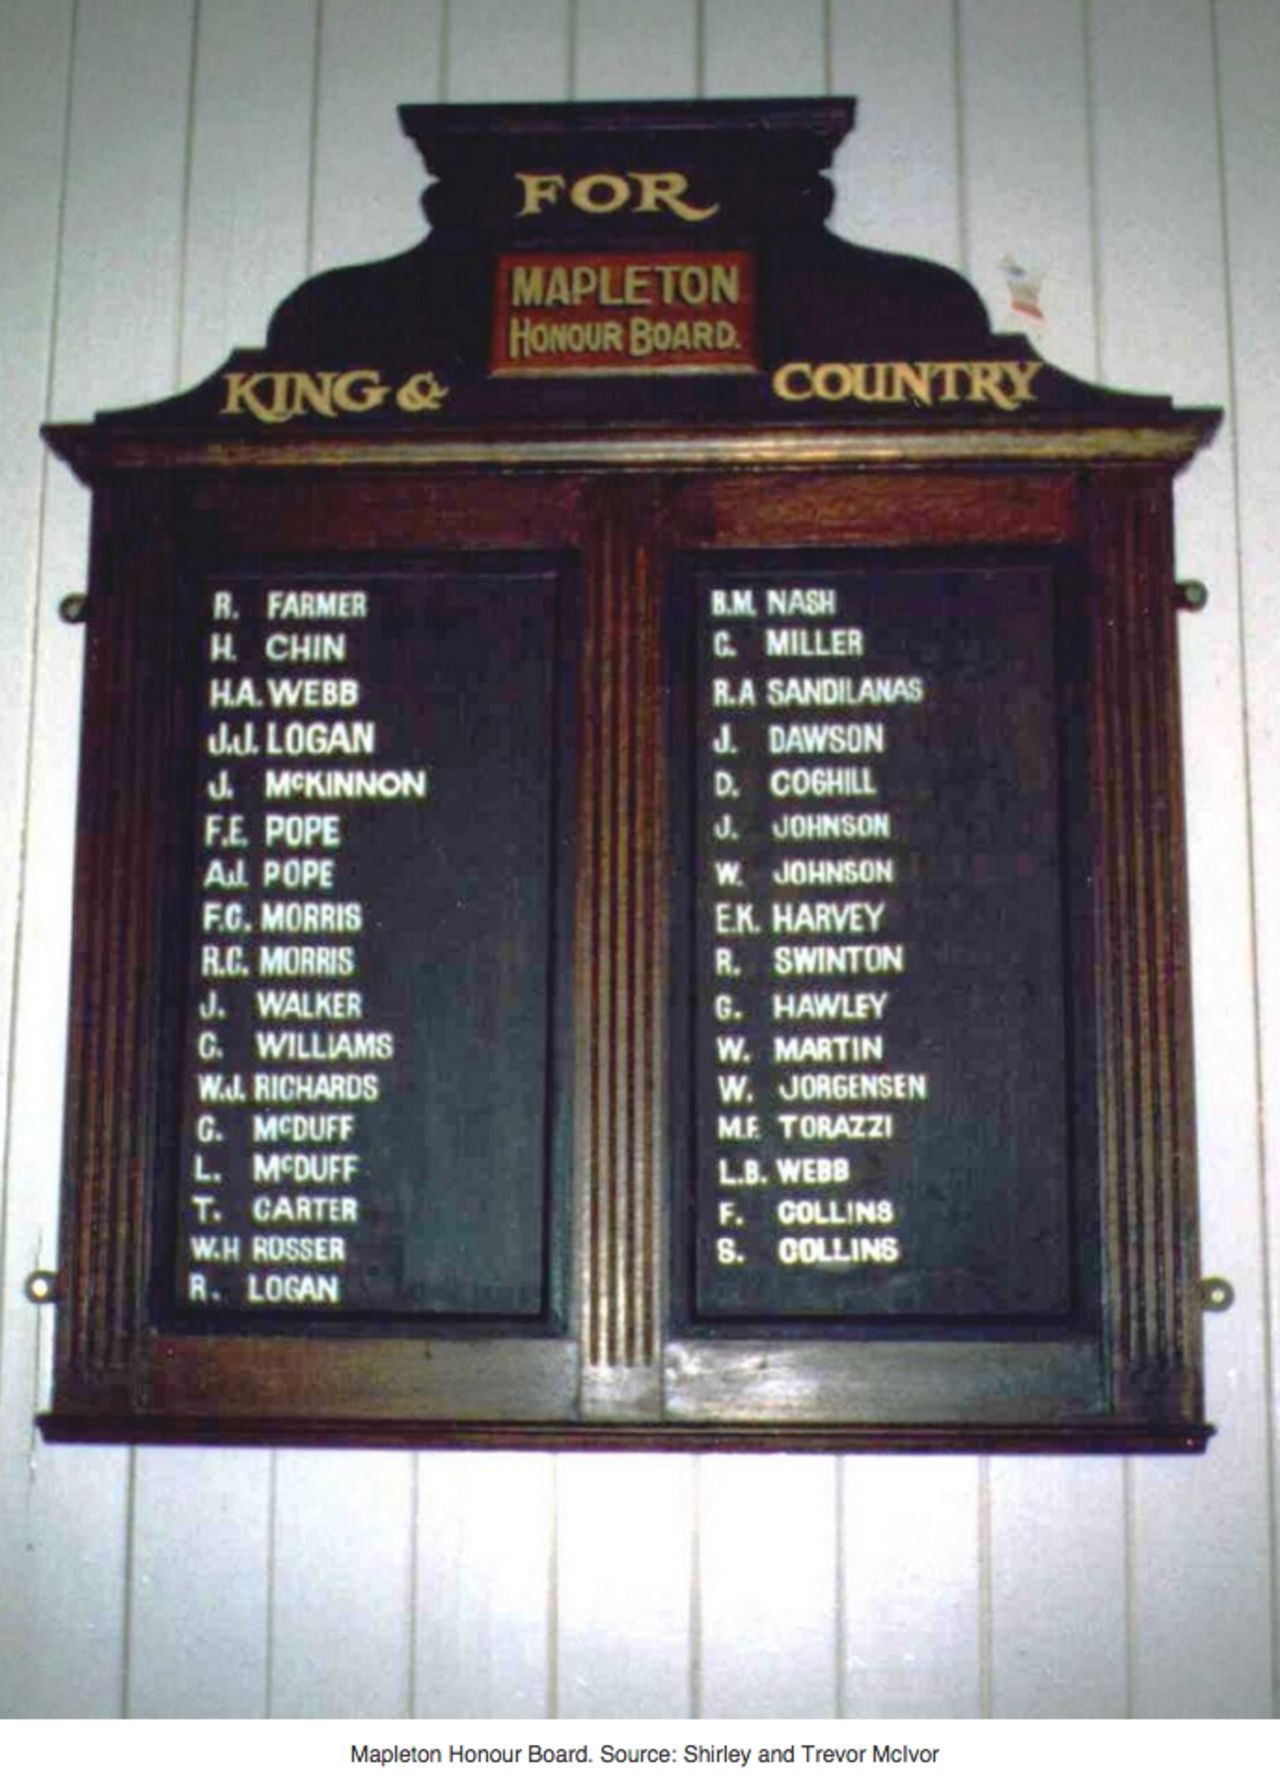 FOR
MAPLETON
HONOUR BOARD.
KING & COUNTRY
R. FARMER
H. CHIN
H.A. WEBB
J.J. LOGAN
J. McKINNON
F.E. POPE
A.J. POPE
F.C. MORRIS
R.C. MORRIS
J. WALKER
G. WILLIAMS
W.J. RICHARDS
G. McDUFF
L. McDUFF
T. CARTER
W.H ROSSER
R. LOGAN
B.M. NASH
C. MILLER
R.A SANDILANAS
J. DAWSON
D. COGHILL
J. JOHNSON
W. JOHNSON
E.K. HARVEY
R. SWINTON
G. HAWLEY
W. MARTIN
W. JORGENSEN
M.F. TORAZZI
L.B. WEBB
F. COLLINS
S. COLLINS
Mapleton Honour Board. Source: Shirley and Trevor McIvor